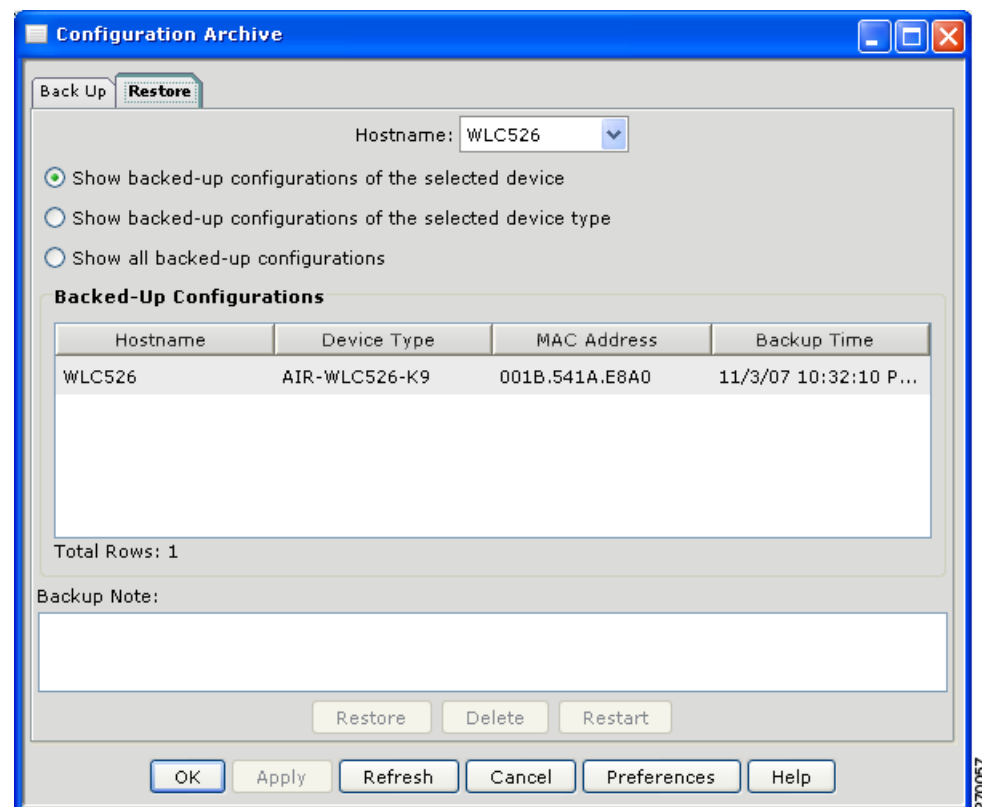 Configuration Archive
Back Up Restore
Hostname: WLC526
Show backed-up configurations of the selected device
Show backed-up configurations of the selected device type
Show all backed-up configurations
Backed-Up Configurations
Hostname Device Type MAC Address Backup Time
WLC526 AIR-WLC526-K9 001B.541A.E8A0 11/3/07 10:32:10 P...
Total Rows: 1
Backup Note:
Restore Delete Restart
OK Apply Refresh Cancel Preferences Help